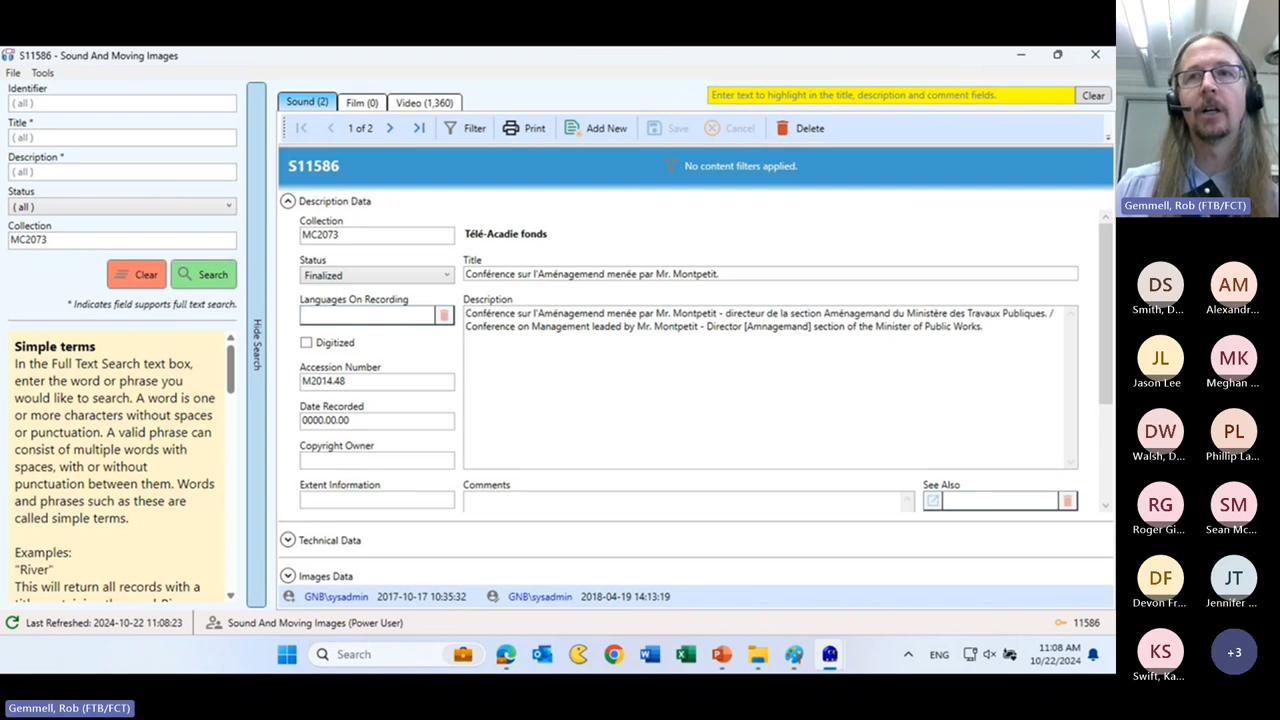 S11586 - Sound And Moving Images
File Tools
Identifier
( all )
Title *
( all )
Description *
( all )
Status
( all )
Collection
MC2073
Clear
Search
* Indicates field supports full text search.
Simple terms
In the Full Text Search text box,
enter the word or phrase you
would like to search. A word is one
or more characters without spaces
or punctuation. A valid phrase can
consist of multiple words with
spaces, with or without
punctuation between them. Words
and phrases such as these are
called simple terms.
Examples:
"River"
This will return all records with a
Hide Search
Sound (2)
Film (0)
Video (1,360)
Enter text to highlight in the title, description and comment fields.
Clear
1 of 2
Filter
Print
Add New
Save
Cancel
Delete
S11586
No content filters applied.
Description Data
Collection
MC2073
Télé-Acadie fonds
Status
Finalized
Title
Conférence sur l'Aménagemend menée par Mr. Montpetit.
Languages On Recording
Description
Conférence sur l'Aménagemend menée par Mr. Montpetit - directeur de la section Aménagemand du Ministère des Travaux Publiques. /
Conference on Management leaded by Mr. Montpetit - Director [Amnagemand] section of the Minister of Public Works.
Digitized
Accession Number
M2014.48
Date Recorded
0000.00.00
Copyright Owner
Extent Information
Comments
See Also
Technical Data
Images Data
GNB\sysadmin 2017-10-17 10:35:32 GNB\sysadmin 2018-04-19 14:13:19
Last Refreshed: 2024-10-22 11:08:23
Sound And Moving Images (Power User)
11586
Search
ENG
11:08 AM
10/22/2024
Gemmell, Rob (FTB/FCT)
DS
Smith, D...
AM
Alexandr...
JL
Jason Lee
MK
Meghan ...
DW
Walsh, D...
PL
Phillip La...
RG
Roger Gi...
SM
Sean Mc...
DF
Devon Fr...
JT
Jennifer ...
KS
Swift, Ka...
+3
Gemmell, Rob (FTB/FCT)